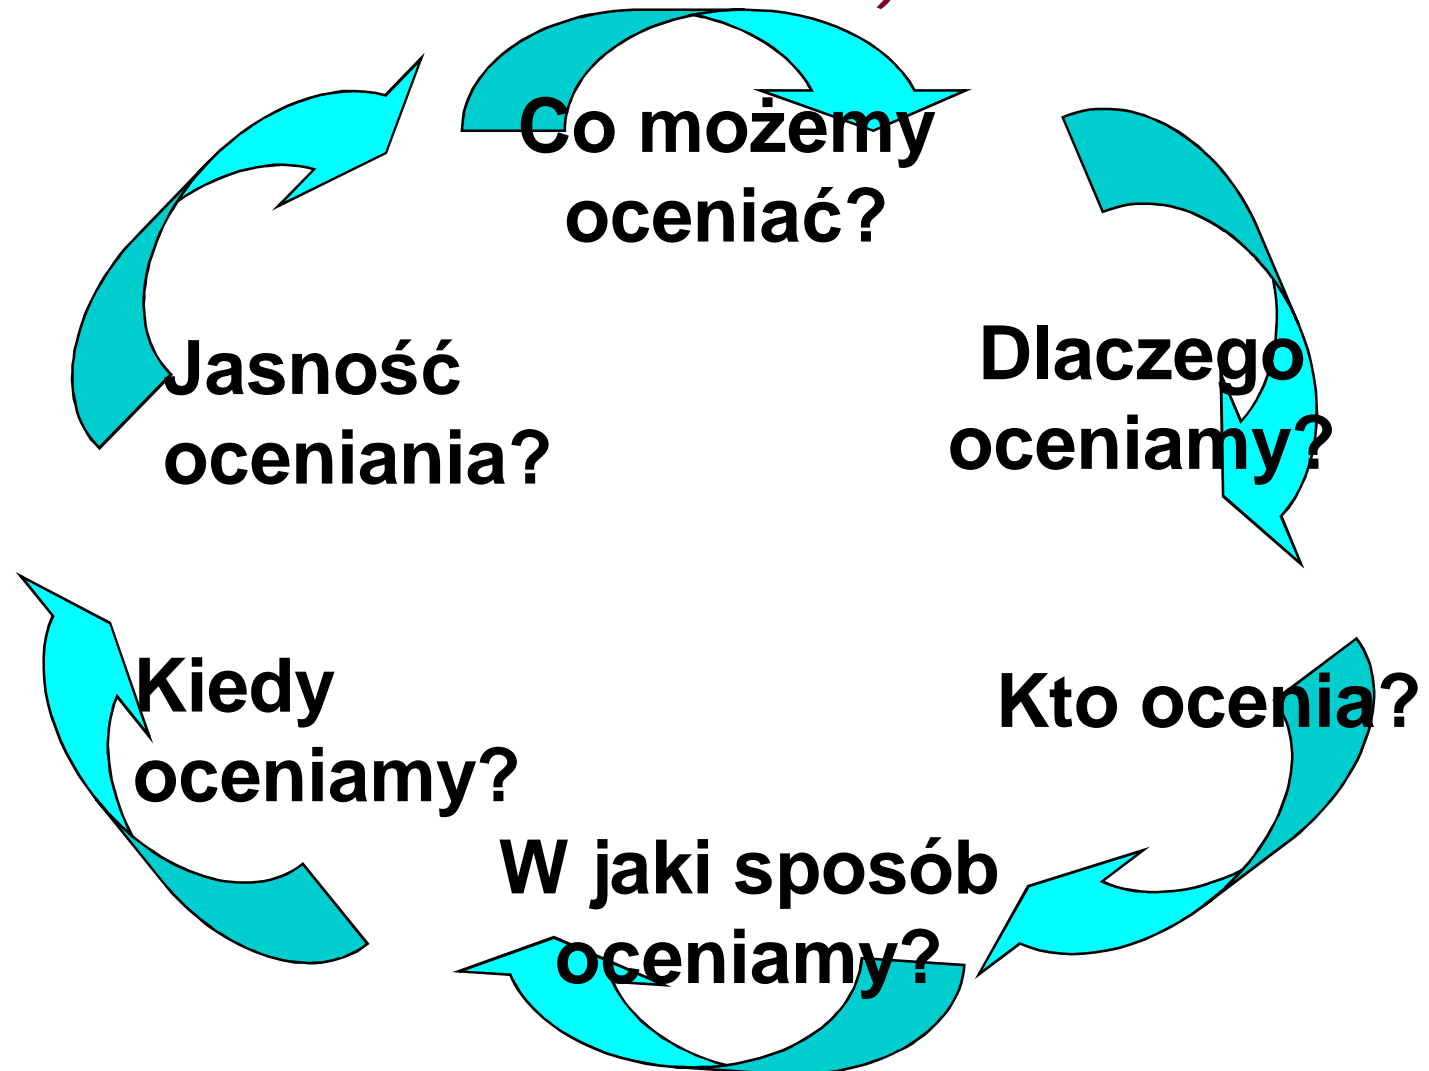 Co możemy
oceniać?
Dlaczego
oceniamy?
Kto ocenia?
W jaki sposób
oceniamy?
Kiedy
oceniamy?
Jasność
oceniania?